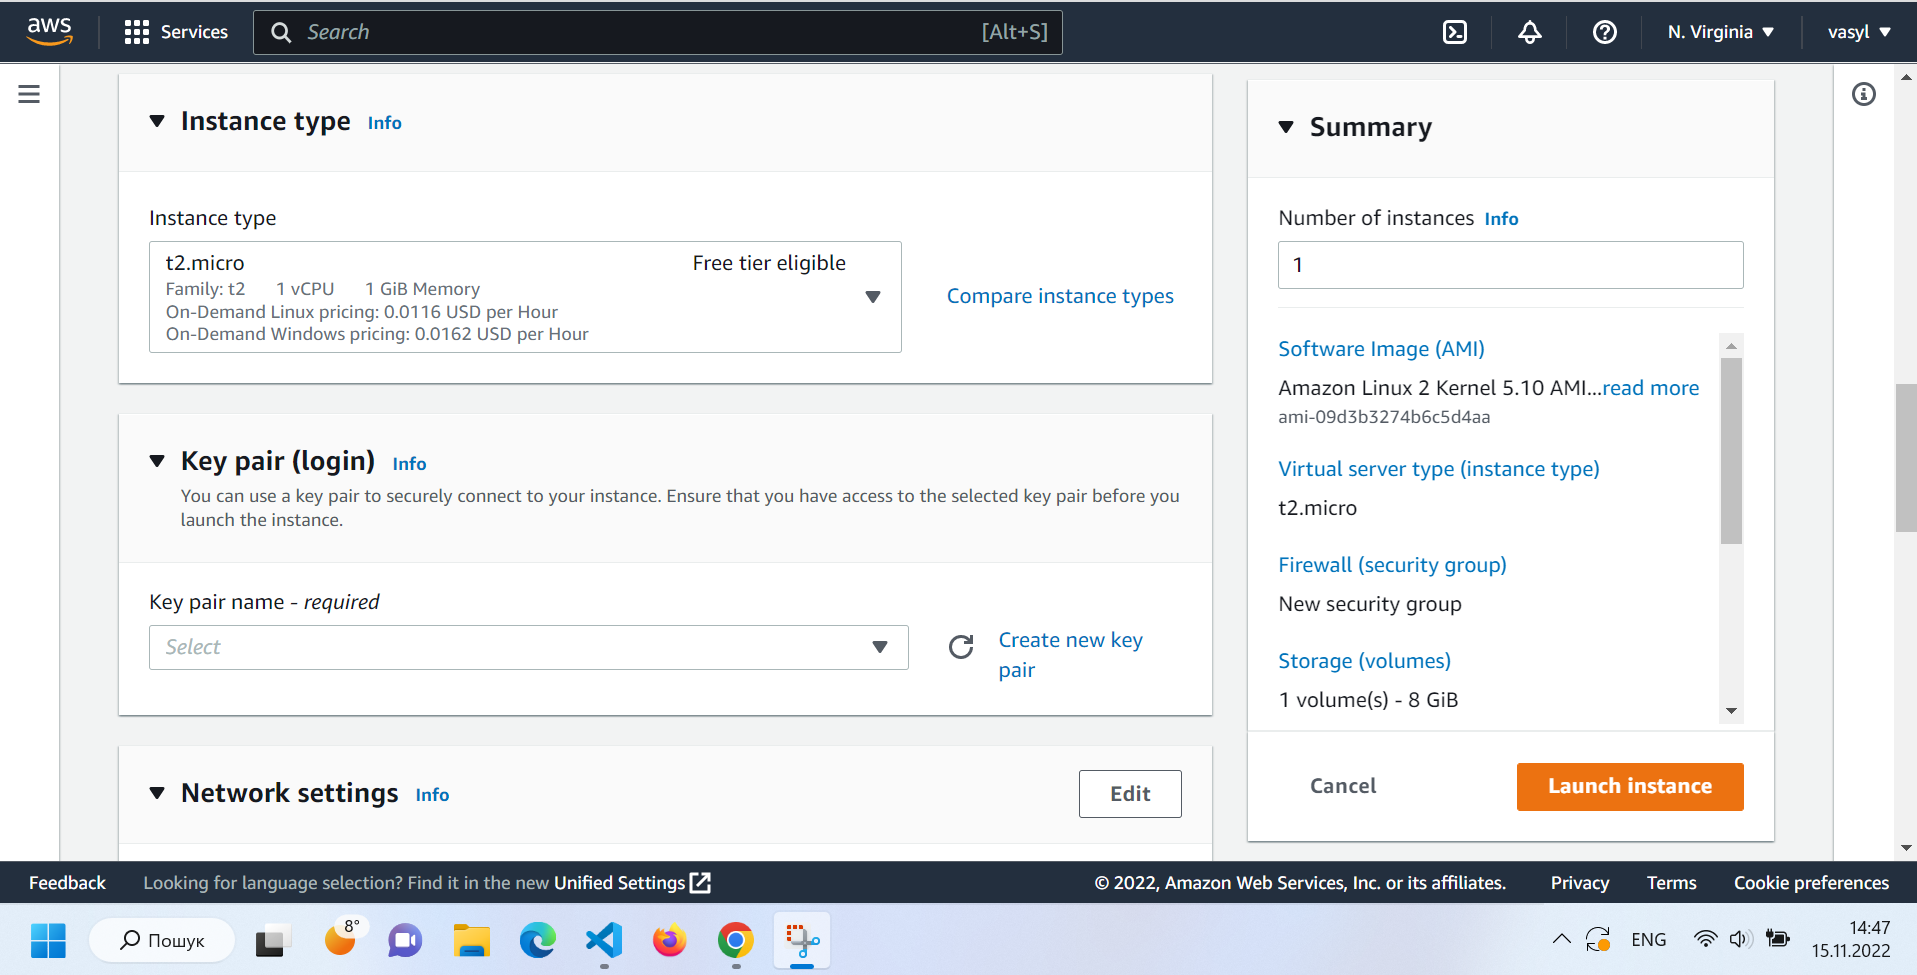 aws
Services
Search
[Alt+S]
N. Virginia
vasyl
Instance type Info
Instance type
t2.micro
Free tier eligible
Family: t2 1 vCPU 1 GiB Memory
On-Demand Linux pricing: 0.0116 USD per Hour
On-Demand Windows pricing: 0.0162 USD per Hour
Compare instance types
Key pair (login) Info
You can use a key pair to securely connect to your instance. Ensure that you have access to the selected key pair before you
launch the instance.
Key pair name - required
Select
Create new key
pair
Network settings Info
Edit
Summary
Number of instances Info
1
Software Image (AMI)
Amazon Linux 2 Kernel 5.10 AMI...read more
ami-09d3b3274b6c5d4aa
Virtual server type (instance type)
t2.micro
Firewall (security group)
New security group
Storage (volumes)
1 volume(s) - 8 GiB
Cancel
Launch instance
Feedback
Looking for language selection? Find it in the new Unified Settings
© 2022, Amazon Web Services, Inc. or its affiliates.
Privacy
Terms
Cookie preferences
Пошук
8°
ENG
14:47
15.11.2022